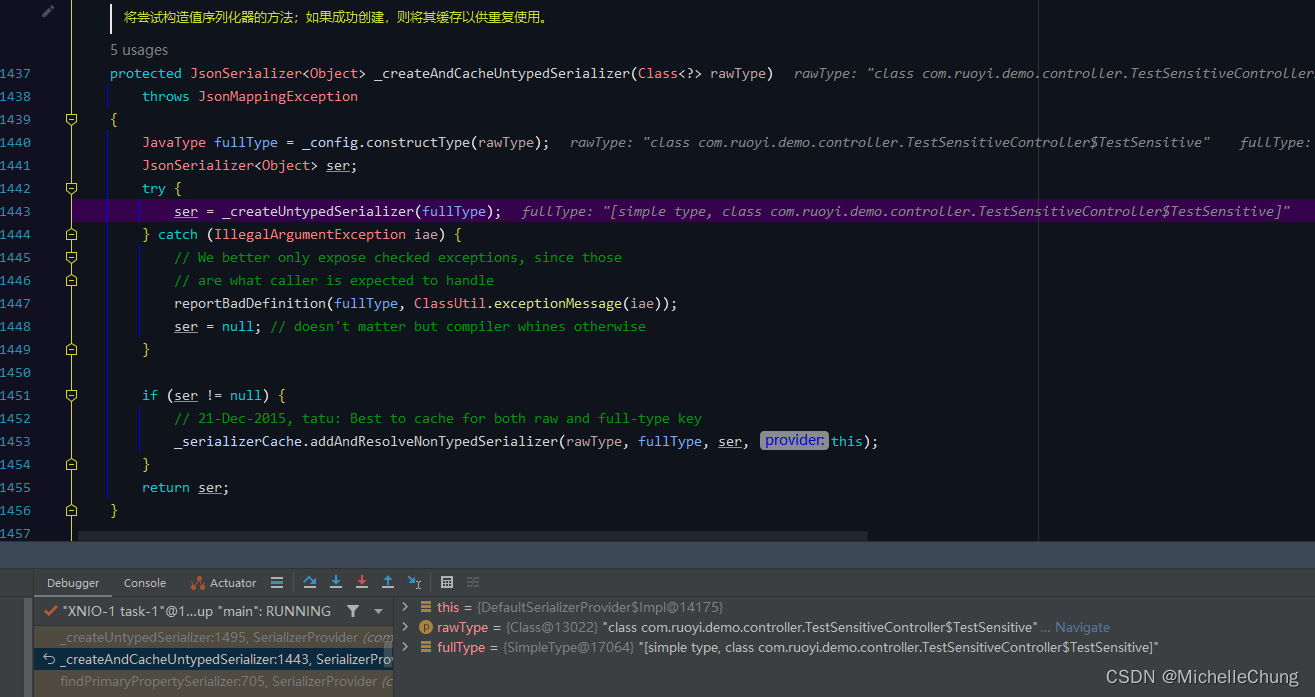 将尝试构造值序列化器的方法；如果成功创建，则将其缓存以供重复使用。
5 usages
1437 protected JsonSerializer<Object> _createAndCacheUntypedSerializer(Class<?> rawType) rawType: "class com.ruoyi.demo.controller.TestSensitiveController
1438 throws JsonMappingException
1439 {
1440 JavaType fullType = _config.constructType(rawType); rawType: "class com.ruoyi.demo.controller.TestSensitiveController$TestSensitive" fullType:
1441 JsonSerializer<Object> ser;
1442 try {
1443 ser = _createUntypedSerializer(fullType); fullType: "[simple type, class com.ruoyi.demo.controller.TestSensitiveController$TestSensitive]"
1444 } catch (IllegalArgumentException iae) {
1445 // We better only expose checked exceptions, since those
1446 // are what caller is expected to handle
1447 reportBadDefinition(fullType, ClassUtil.exceptionMessage(iae));
1448 ser = null; // doesn't matter but compiler whines otherwise
1449 }
1450
1451 if (ser != null) {
1452 // 21-Dec-2015, tatu: Best to cache for both raw and full-type key
1453 _serializerCache.addAndResolveNonTypedSerializer(rawType, fullType, ser, provider: this);
1454 }
1455 return ser;
1456 }
1457
Debugger Console Actuator
"XNIO-1 task-1"@1...up "main": RUNNING
_createUntypedSerializer:1495, SerializerProvider (com
_createAndCacheUntypedSerializer:1443, SerializerPro
findPrimaryPropertySerializer:705, SerializerProvider (c
this = {DefaultSerializerProvider$Impl@14175}
rawType = {Class@13022} "class com.ruoyi.demo.controller.TestSensitiveController$TestSensitive" ... Navigate
fullType = {SimpleType@17064} "[simple type, class com.ruoyi.demo.controller.TestSensitiveController$TestSensitive]"
CSDN @MichelleChung